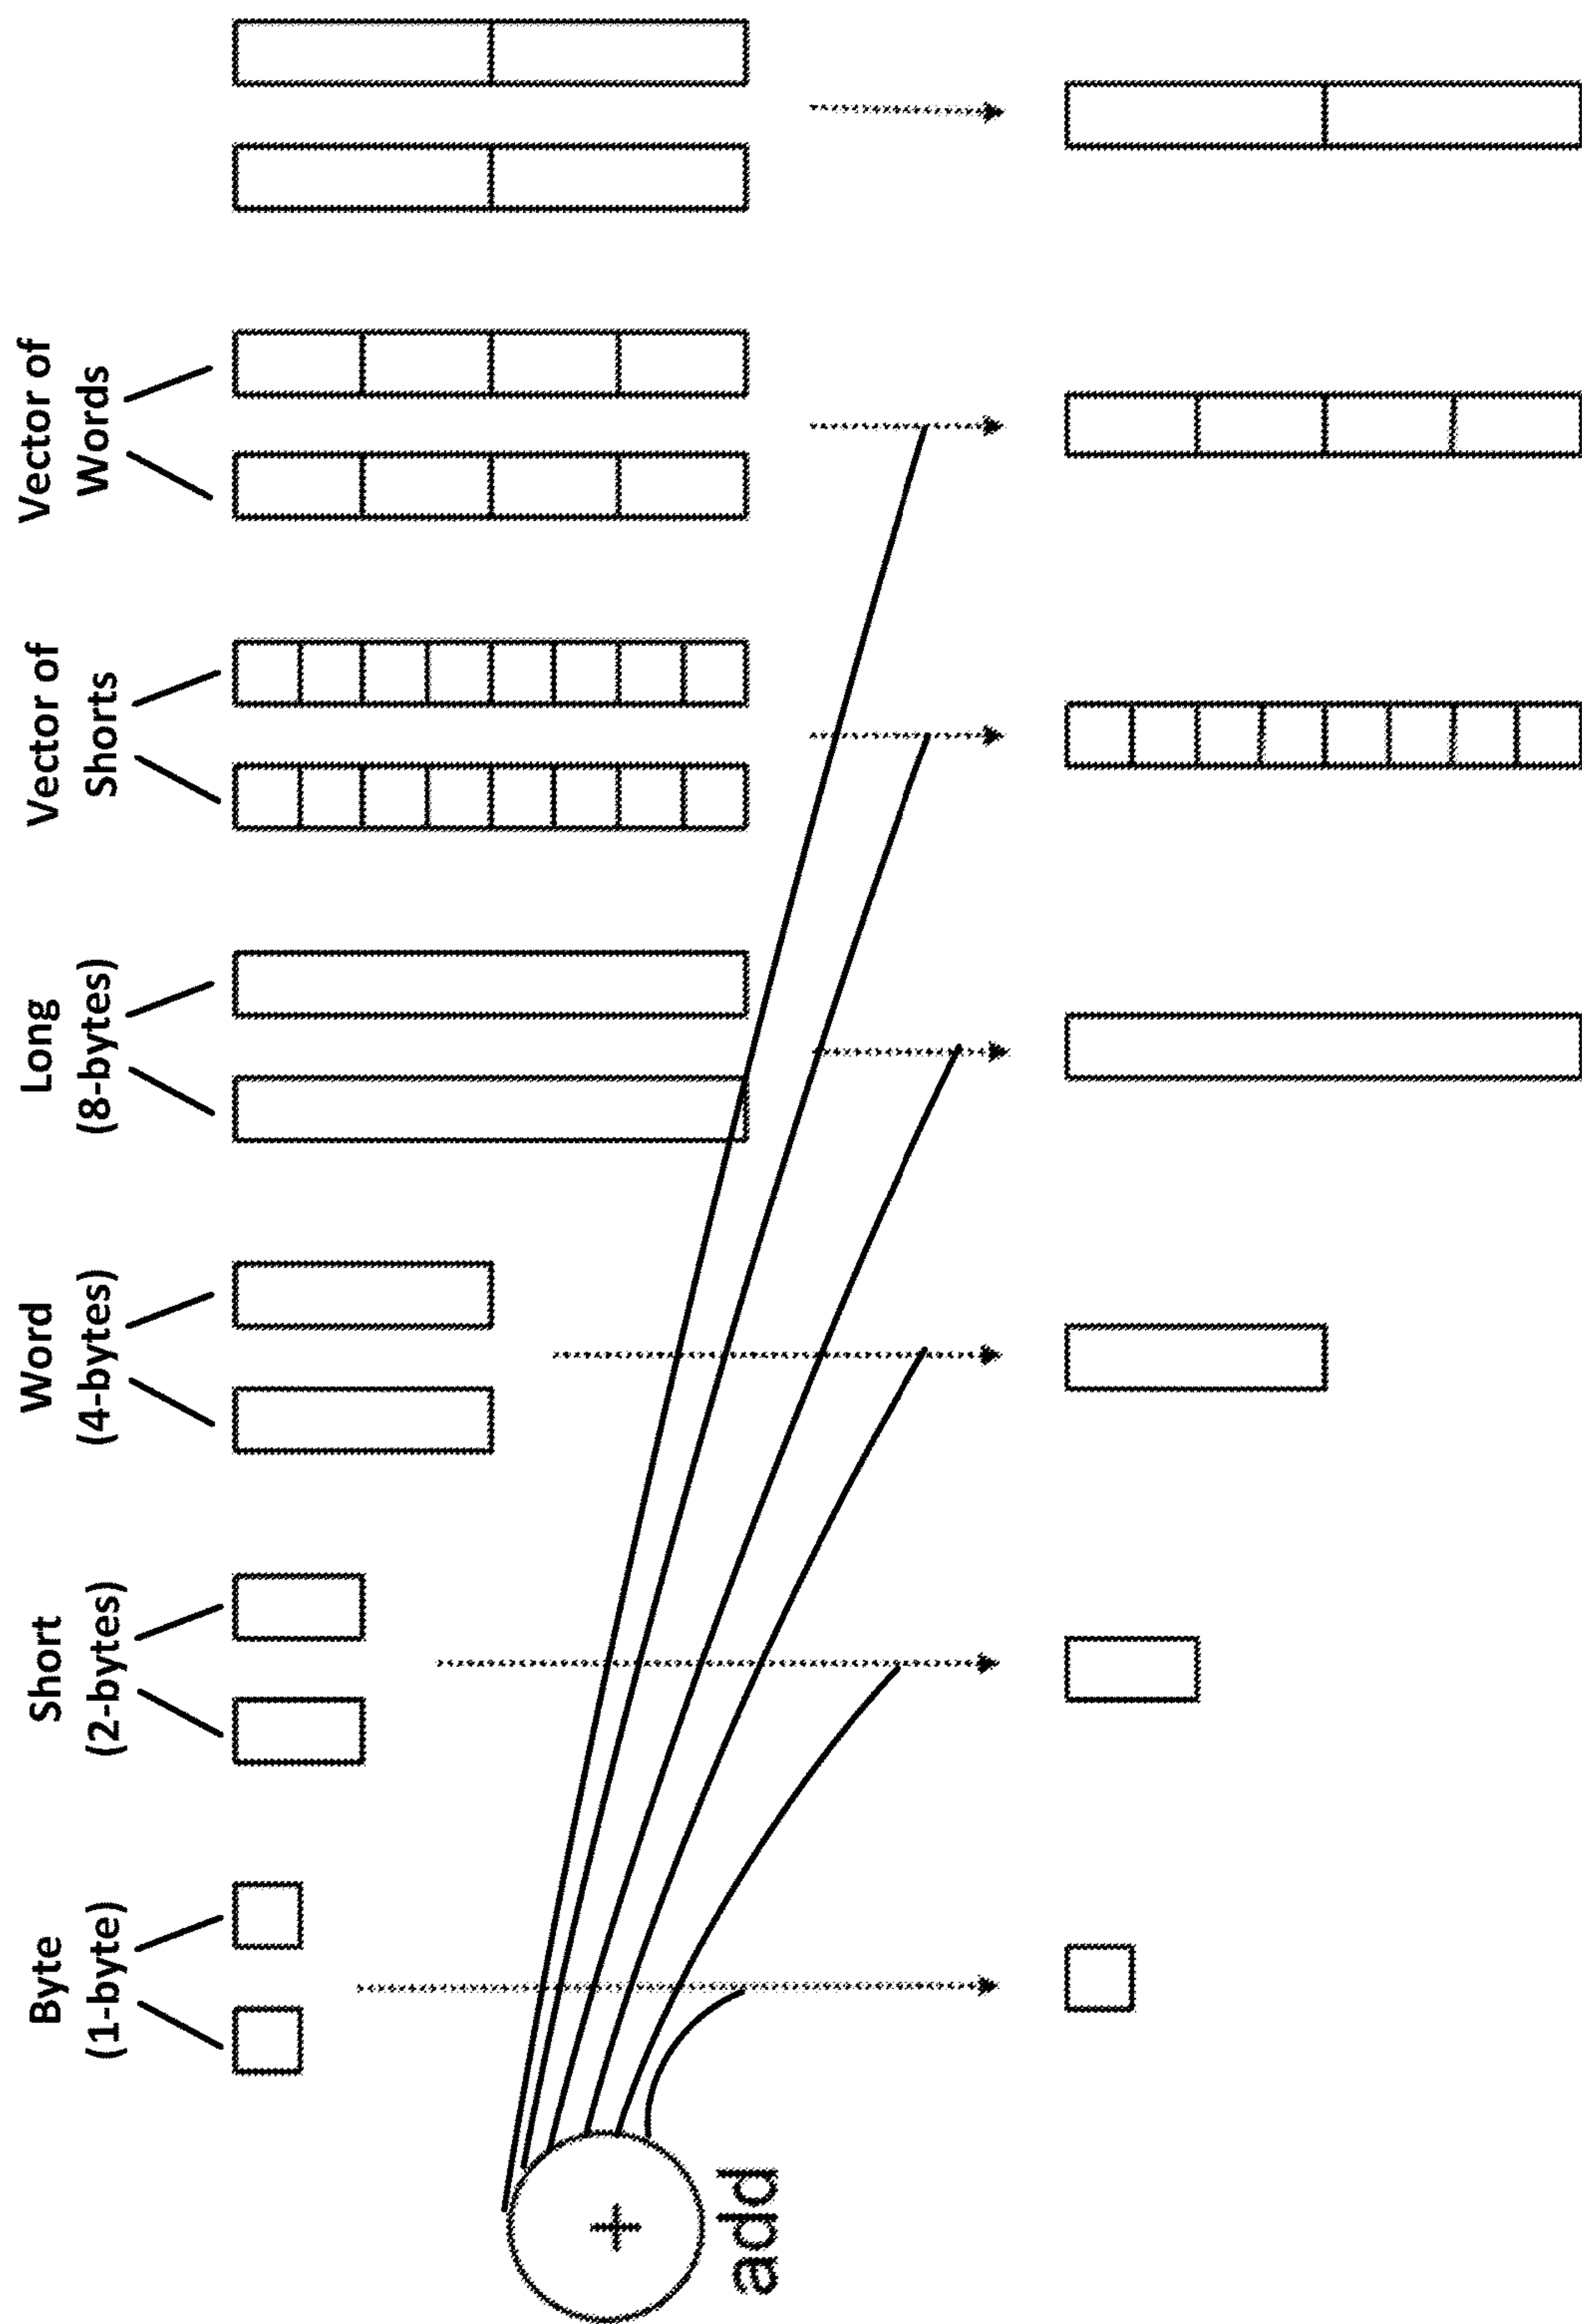 Byte
(1-byte)
Short
(2-bytes)
Word
(4-bytes)
Long
(8-bytes)
Vector of
Shorts
Vector of
Words
+
add